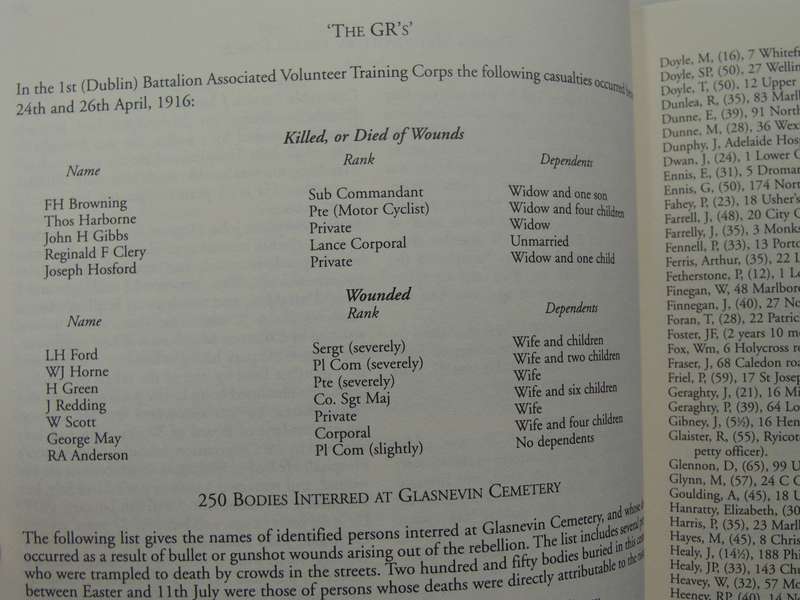 'THE GR'S'
In the 1st (Dublin) Battalion Associated Volunteer Training Corps the following casualties occurred
24th and 26th April, 1916:
Killed, or Died of Wounds
Name Rank Dependents
FH Browning Sub Commandant Widow and one son
Thos Harborne Pte (Motor Cyclist) Widow and four children
John H Gibbs Private Widow
Reginald F Clery Lance Corporal Unmarried
Joseph Hosford Private Widow and one child
Wounded
Name Rank Dependents
LH Ford Sergt (severely) Wife and children
WJ Horne Pl Com (severely) Wife and two children
H Green Pte (severely) Wife
J Redding Co. Sgt Maj Wife and six children
W Scott Private Wife
George May Corporal Wife and four children
RA Anderson Pl Com (slightly) No dependents
250 BODIES INTERRED AT GLASNEVIN CEMETERY
The following list gives the names of identified persons interred at Glasnevin Cemetery, and whose
occurred as a result of bullet or gunshot wounds arising out of the rebellion. The list includes several
who were trampled to death by crowds in the streets. Two hundred and fifty bodies buried in this
between Easter and 11th July were those of persons whose deaths were directly attributable to the
Doyle, M, (16), 7
Doyle, SP, (50), 27
Doyle, T, (50), 12 Upper
Dunlea, R, (35), 83
Dunne, E, (39), 91 North
Dunne, M, (28), 36
Dunphy, J, Adelaide
Dwan, J, (24), 1 Lower
Ennis, E, (31), 5
Ennis, G, (50), 174
Fahey, P, (23), 18 Usher's
Farrell, J, (48), 20 City
Farrelly, J, (35), 3
Fennell, P, (33), 13
Ferris, Arthur, (35), 22
Fetherstone, P, (12), 1
Finegan, W, 48
Finnegan, J, (40), 27
Foran, T, (28), 22
Foster, JF, (2 years 10
Fox, Wm, 6 Holycross
Fraser, J, 68 Caledon
Friel, P, (59), 17 St
Geraghty, J, (21), 16
Geraghty, P, (39), 64
Gibney, J, (5½), 16
Glaister, R, (55),
petty officer).
Glennon, D, (65), 99
Glynn, M, (57), 24
Goulding, A, (45), 18
Hanratty, Elizabeth,
Harris, P, (35), 23
Hayes, M, (45), 8
Healy, J, (14½), 188
Healy, JP, (33), 143
Heavey, W, (32), 57
Heeney, RP, (40), 14